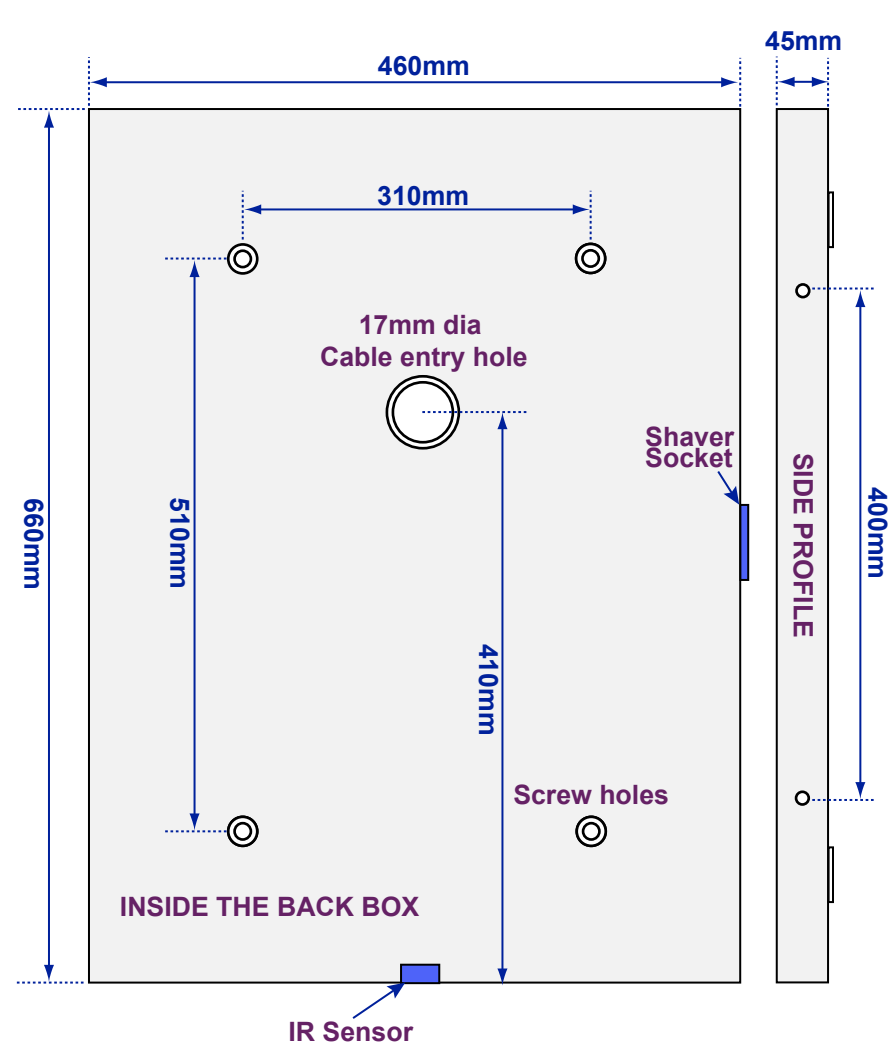 45mm
460mm
310mm
17mm dia
Cable entry hole
Shaver
Socket
SIDE PROFILE
660mm
510mm
400mm
410mm
Screw holes
INSIDE THE BACK BOX
IR Sensor